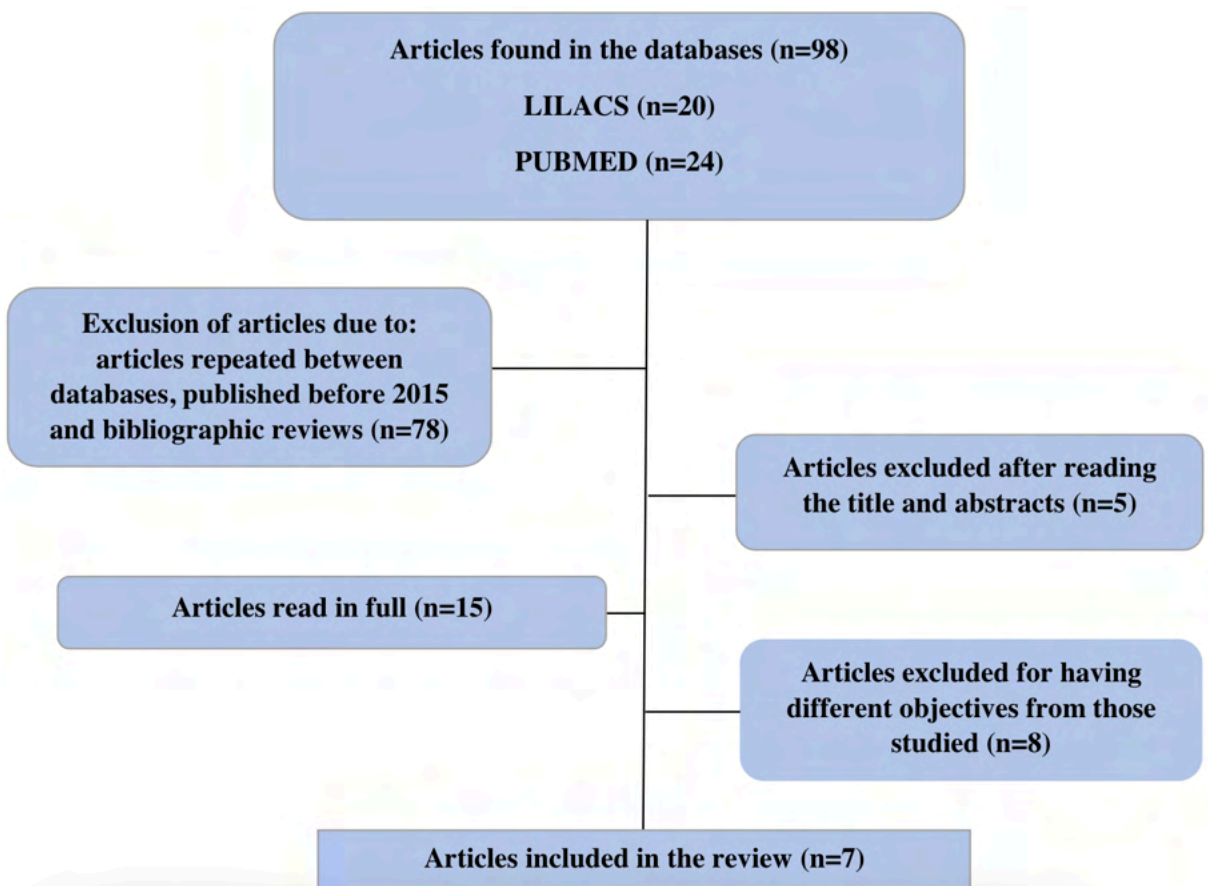 Articles found in the databases (n=98)
LILACS (n=20)
PUBMED (n=24)
Exclusion of articles due to:
articles repeated between
databases, published before 2015
and bibliographic reviews (n=78)
Articles excluded after reading
the title and abstracts (n=5)
Articles read in full (n=15)
Articles excluded for having
different objectives from those
studied (n=8)
Articles included in the review (n=7)